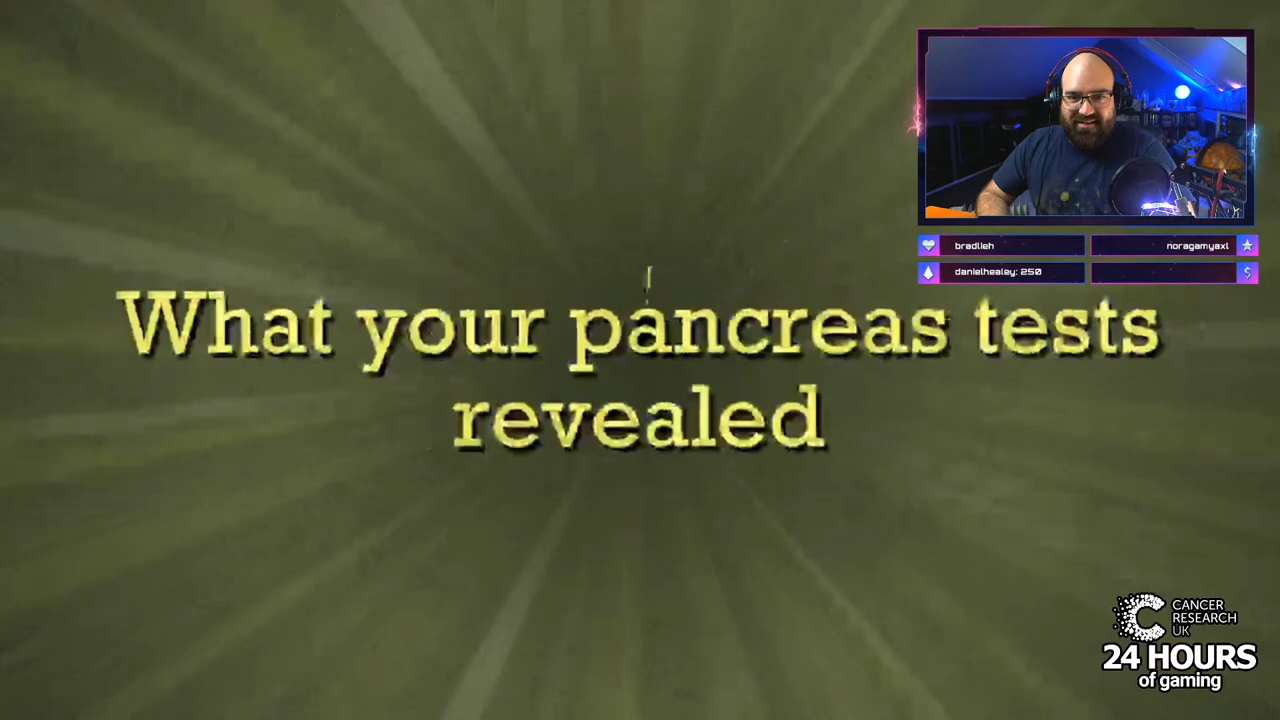 What your pancreas tests
revealed
bradlieh
noragamyaxl
danielhealey: 250
CANCER
RESEARCH
UK
24 HOURS
of gaming